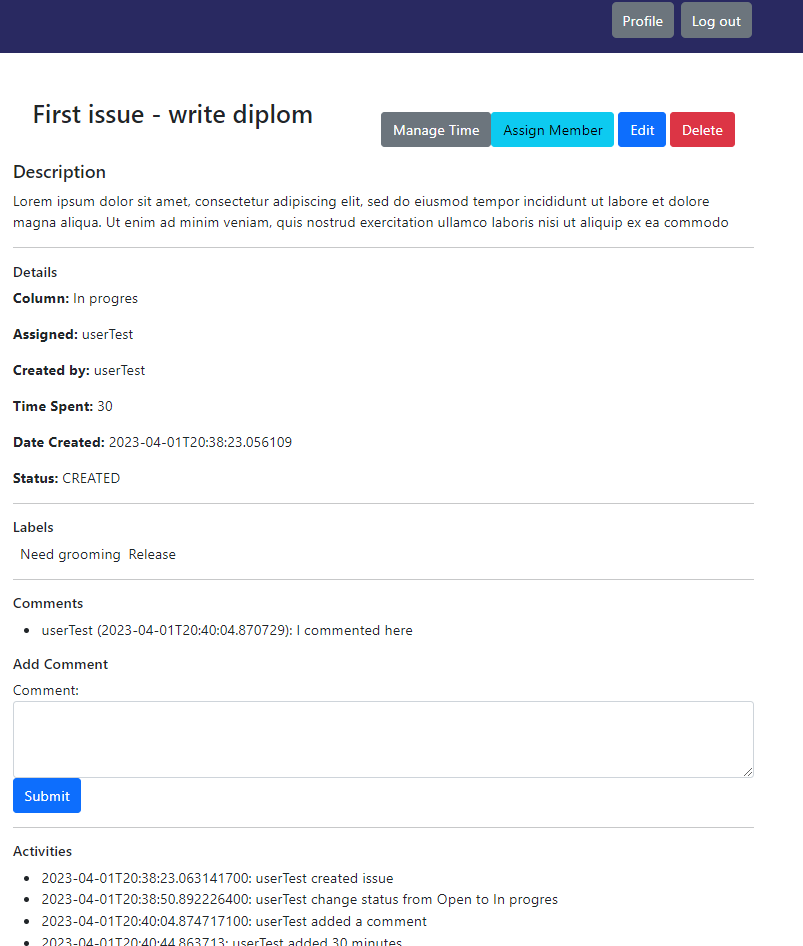 Profile Log out
First issue - write diplom
Manage Time Assign Member Edit Delete
Description
Lorem ipsum dolor sit amet, consectetur adipiscing elit, sed do eiusmod tempor incididunt ut labore et dolore
magna aliqua. Ut enim ad minim veniam, quis nostrud exercitation ullamco laboris nisi ut aliquip ex ea commodo
Details
Column: In progres
Assigned: userTest
Created by: userTest
Time Spent: 30
Date Created: 2023-04-01T20:38:23.056109
Status: CREATED
Labels
Need grooming Release
Comments
userTest (2023-04-01T20:40:04.870729): I commented here
Add Comment
Comment:
Submit
Activities
2023-04-01T20:38:23.063141700: userTest created issue
2023-04-01T20:38:50.892226400: userTest change status from Open to In progres
2023-04-01T20:40:04.874717100: userTest added a comment
2023-04-01T20:40:44.863713: userTest added 30 minutes